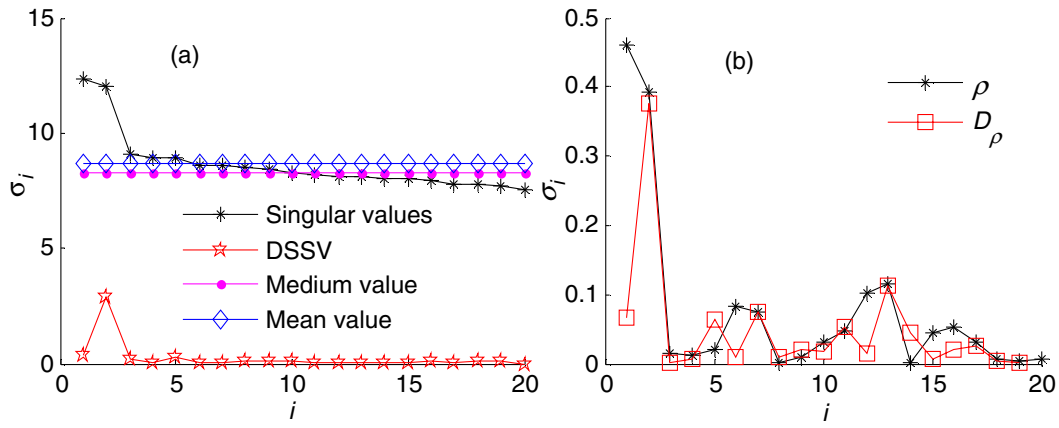 15
10
5
0
σi
(a)
Singular values
DSSV
Medium value
Mean value
0 5 10 15 20
i
0.5
0.4
0.3
0.2
0.1
0
σi
(b)
ρ
Dρ
0 5 10 15 20
i